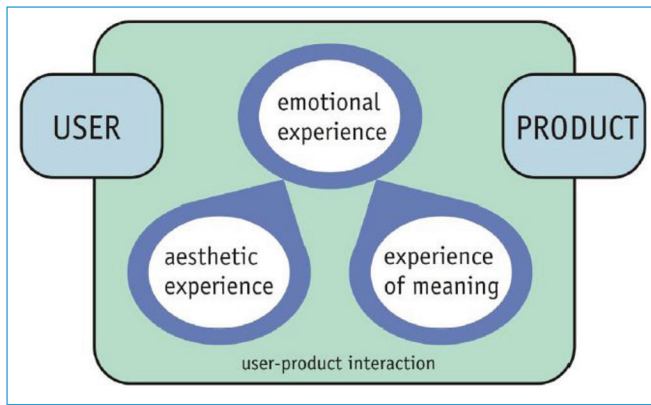 USER
PRODUCT
emotional
experience
aesthetic
experience
experience
of meaning
user-product interaction